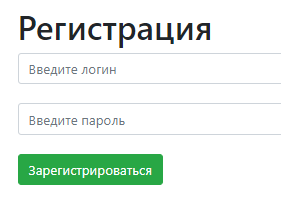 Регистрация
Введите логин
Введите пароль
Зарегистрироваться